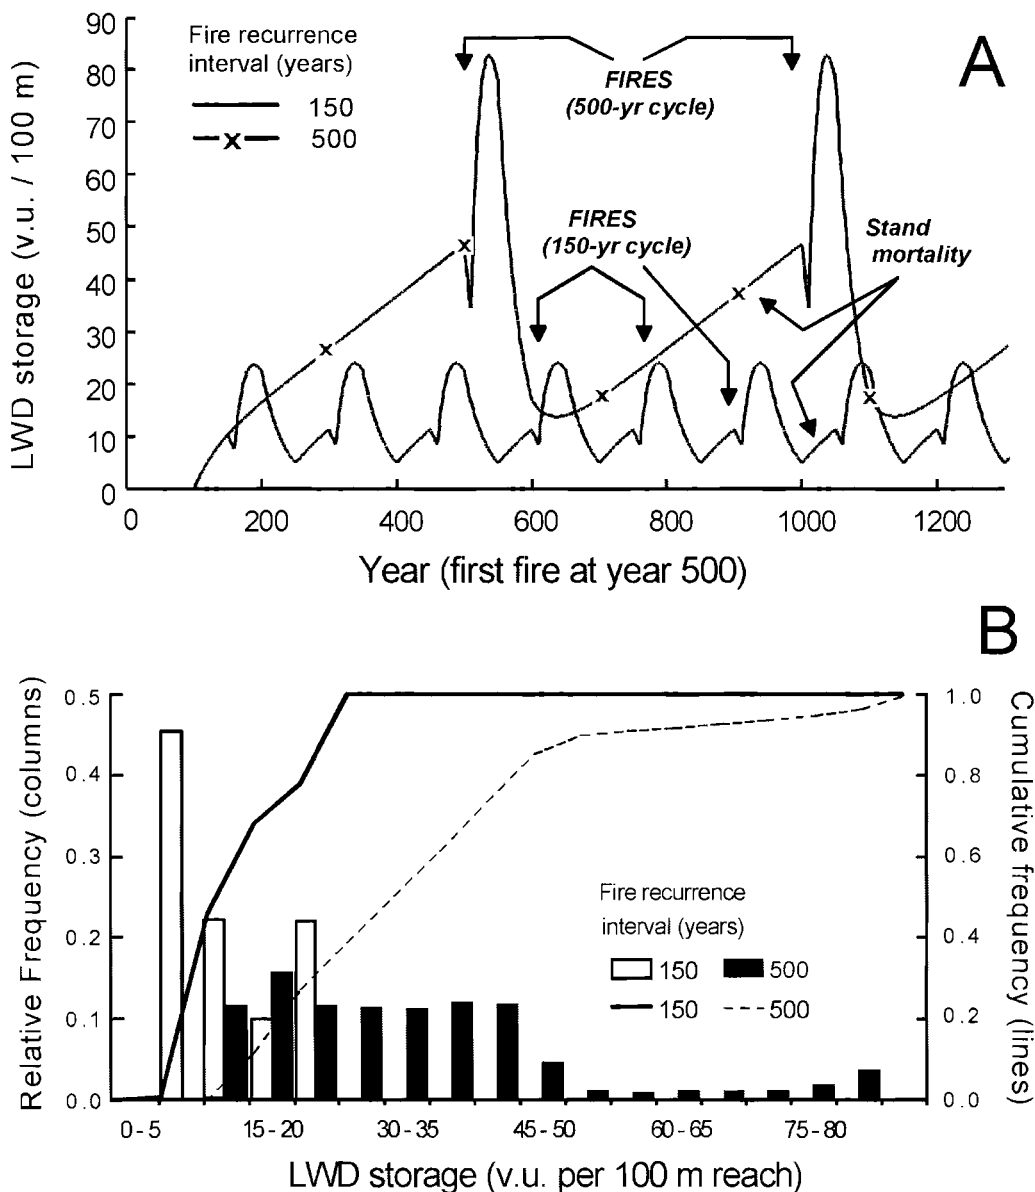 A
90
80
70
60
50
40
30
20
10
0
LWD storage (v.u. / 100 m)
Fire recurrence
interval (years)
150
x 500
FIRES
(500-yr cycle)
FIRES
(150-yr cycle)
Stand
mortality
0 200 400 600 800 1000 1200
Year (first fire at year 500)
B
0.5
0.4
0.3
0.2
0.1
0.0
Relative Frequency (columns)
1.0
0.8
0.6
0.4
0.2
0.0
Cumulative frequency (lines)
Fire recurrence
interval (years)
150 500
150 500
0 - 5 15 - 20 30 - 35 45 - 50 60 - 65 75 - 80
LWD storage (v.u. per 100 m reach)